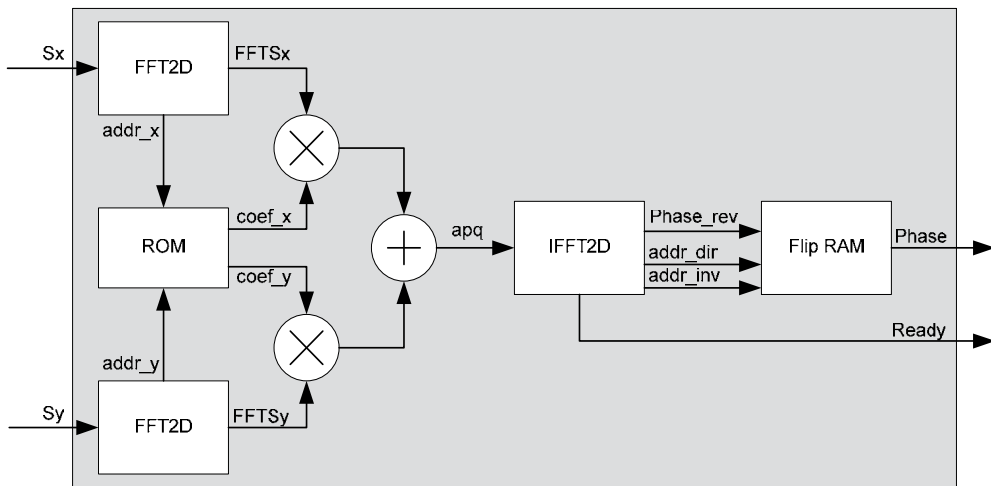 Sx
FFT2D
FFTSx
addr_x
ROM
coef_x
coef_y
addr_y
Sy
FFT2D
FFTSy
apq
IFFT2D
Phase_rev
addr_dir
addr_inv
Flip RAM
Phase
Ready